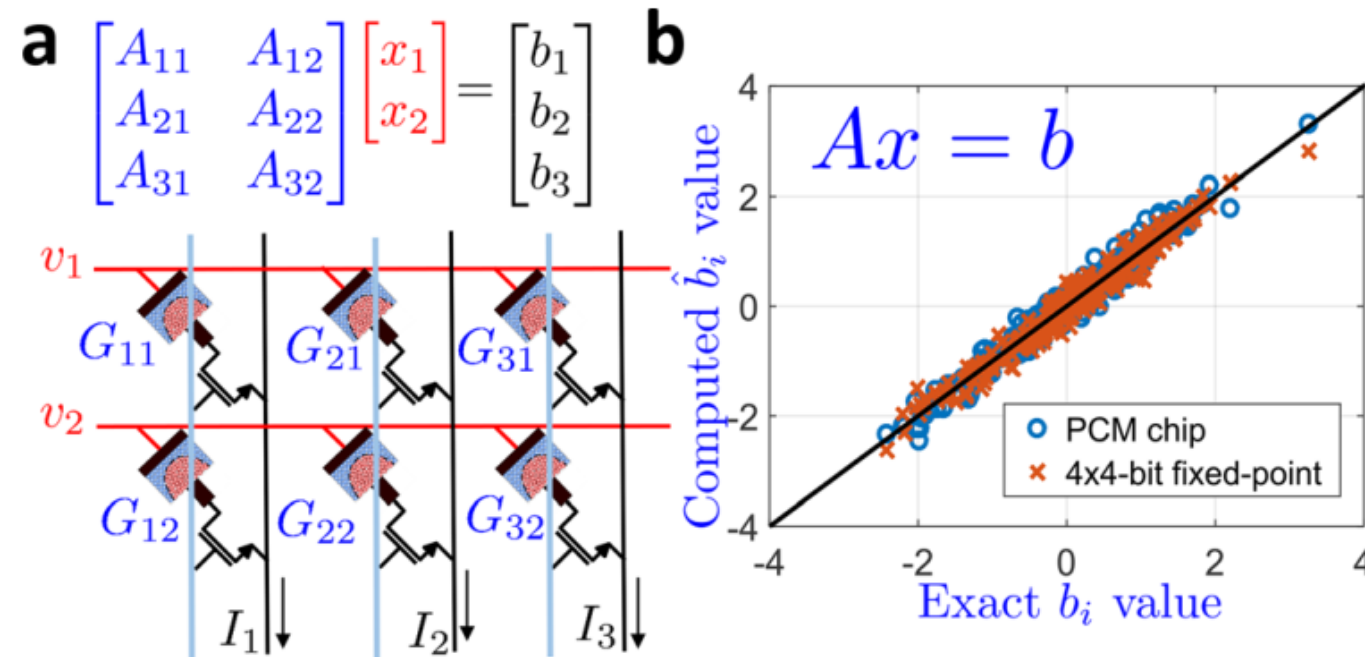 a
A₁₁ A₁₂ x₁ b₁
A₂₁ A₂₂ x₂ = b₂
A₃₁ A₃₂ b₃
v₁
G₁₁ G₂₁ G₃₁
v₂
G₁₂ G₂₂ G₃₂
I₁ I₂ I₃
b
Ax = b
4
2
0
-2
-4
Computed b̂ᵢ value
PCM chip
4x4-bit fixed-point
-4 -2 0 2 4
Exact bᵢ value